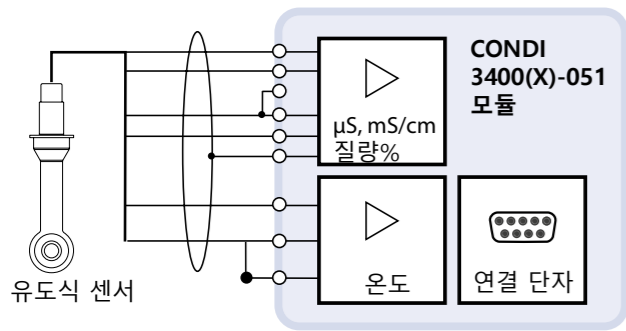 CONDI
3400(X)-051
모듈
µS, mS/cm
질량%
온도
연결 단자
유도식 센서